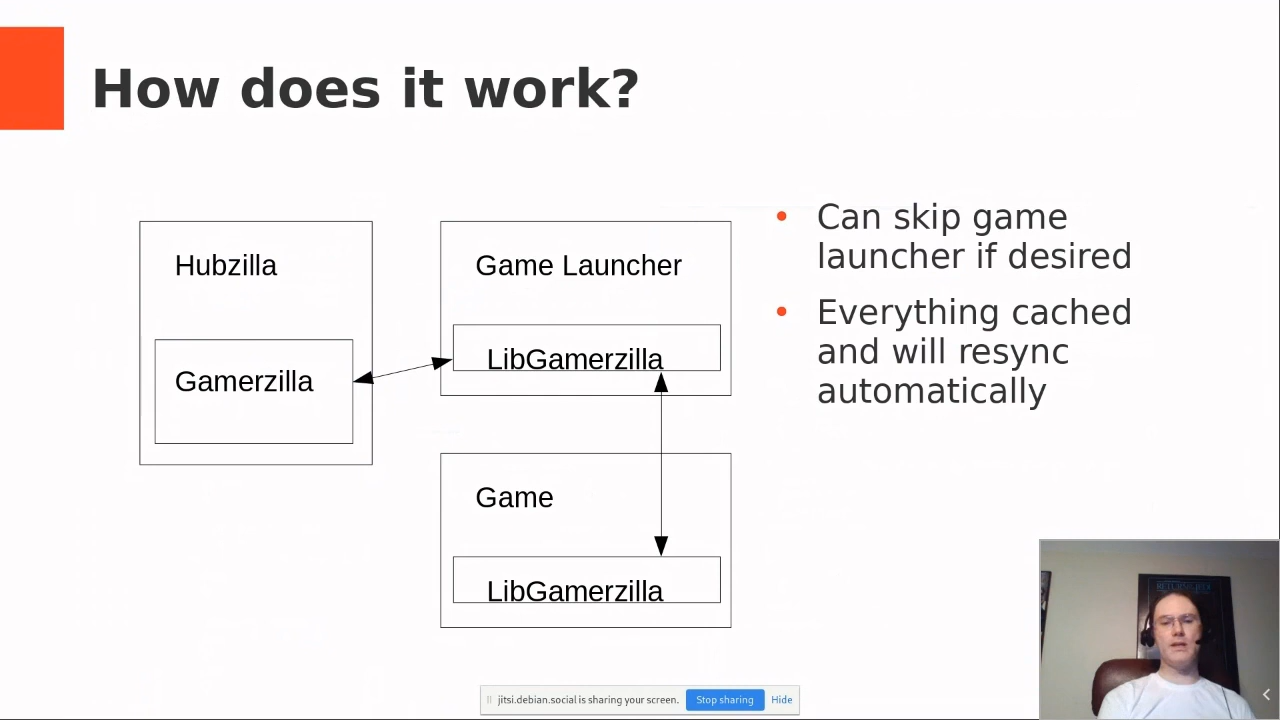 How does it work?
Hubzilla
Gamerzilla
Game Launcher
LibGamerzilla
Game
LibGamerzilla
• Can skip game
launcher if desired
• Everything cached
and will resync
automatically
jitsi.debian.social is sharing your screen. Stop sharing Hide